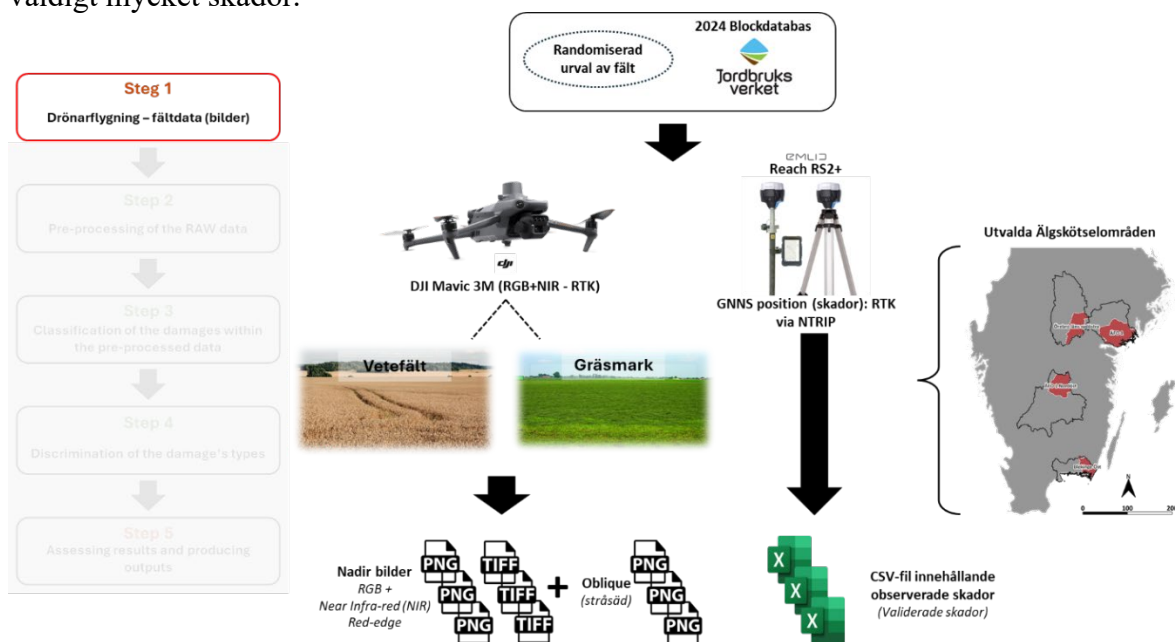 väldigt mycket skador.
Steg 1
Drönarflygning – fältdata (bilder)
Step 2
Pre-processing of the RAW data
Step 3
Classification of the damages within
the pre-processed data
Step 4
Discrimination of the damage's types
Step 5
Assessing results and producing
outputs
Randomiserad
urval av fält
2024 Blockdatabas
Jordbruks
verket
dji
DJI Mavic 3M (RGB+NIR - RTK)
EMLID
Reach RS2+
GNNS position (skador): RTK
via NTRIP
Vetefält
Gräsmark
Nadir bilder
RGB +
Near Infra-red (NIR)
Red-edge
PNG
PNG
PNG
TIFF
TIFF
TIFF
+
Oblique
(stråsäd)
PNG
PNG
PNG
X
X
X
CSV-fil innehållande
observerade skador
(Validerade skador)
Utvalda Älgskötselområden
N
0 100 200